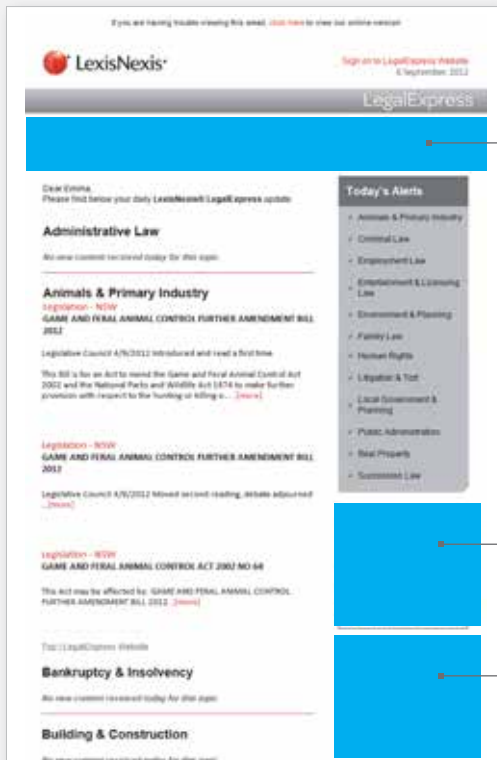 If you are having trouble viewing this email, click here to view our online version
LexisNexis
Sign on to LegalExpress Website
6 September 2012
LegalExpress
Dear Emma,
Please find below your daily LexisNexis® LegalExpress update
Administrative Law
No new content received today for this topic
Animals & Primary Industry
Legislation - NSW
GAME AND FERAL ANIMAL CONTROL FURTHER AMENDMENT BILL
2012
Legislative Council 4/9/2012 Introduced and read a first time
This Bill is for an Act to amend the Game and Feral Animal Control Act
2002 and the National Parks and Wildlife Act 1974 to make further
provision with respect to the hunting or killing o... [more]
Legislation - NSW
GAME AND FERAL ANIMAL CONTROL FURTHER AMENDMENT BILL
2012
Legislative Council 4/9/2012 Moved second reading, debate adjourned
...[more]
Legislation - NSW
GAME AND FERAL ANIMAL CONTROL ACT 2002 NO 64
This Act may be affected by: GAME AND FERAL ANIMAL CONTROL
FURTHER AMENDMENT BILL 2012 ...[more]
Top | LegalExpress Website
Bankruptcy & Insolvency
No new content received today for this topic
Building & Construction
No new content received today for this topic
Today's Alerts
Animals & Primary Industry
Criminal Law
Employment Law
Entertainment & Licensing
Law
Environment & Planning
Family Law
Human Rights
Litigation & Tort
Local Government &
Planning
Public Administration
Real Property
Succession Law